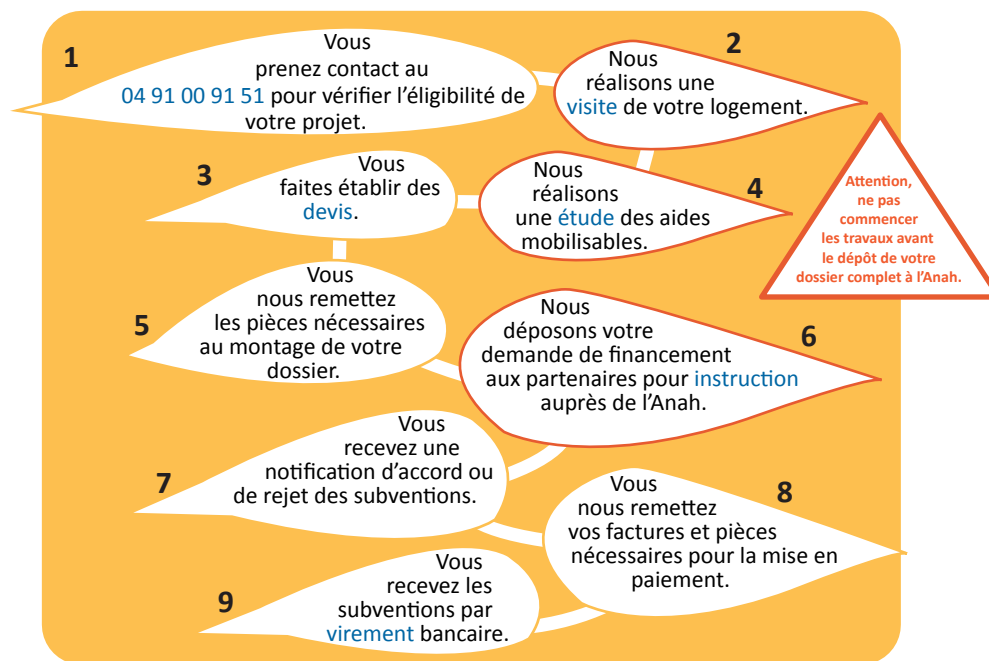 1
Vous
prenez contact au
04 91 00 91 51 pour vérifier l'éligibilité de
votre projet.
2
Nous
réalisons une
visite de votre logement.
3
Vous
faites établir des
devis.
4
Nous
réalisons
une étude des aides
mobilisables.
Attention,
ne pas
commencer
les travaux avant
le dépôt de votre
dossier complet à l'Anah.
5
Vous
nous remettez
les pièces nécessaires
au montage de votre
dossier.
6
Nous
déposons votre
demande de financement
aux partenaires pour instruction
auprès de l'Anah.
7
Vous
recevez une
notification d'accord ou
de rejet des subventions.
8
Vous
nous remettez
vos factures et pièces
nécessaires pour la mise en
paiement.
9
Vous
recevez les
subventions par
virement bancaire.